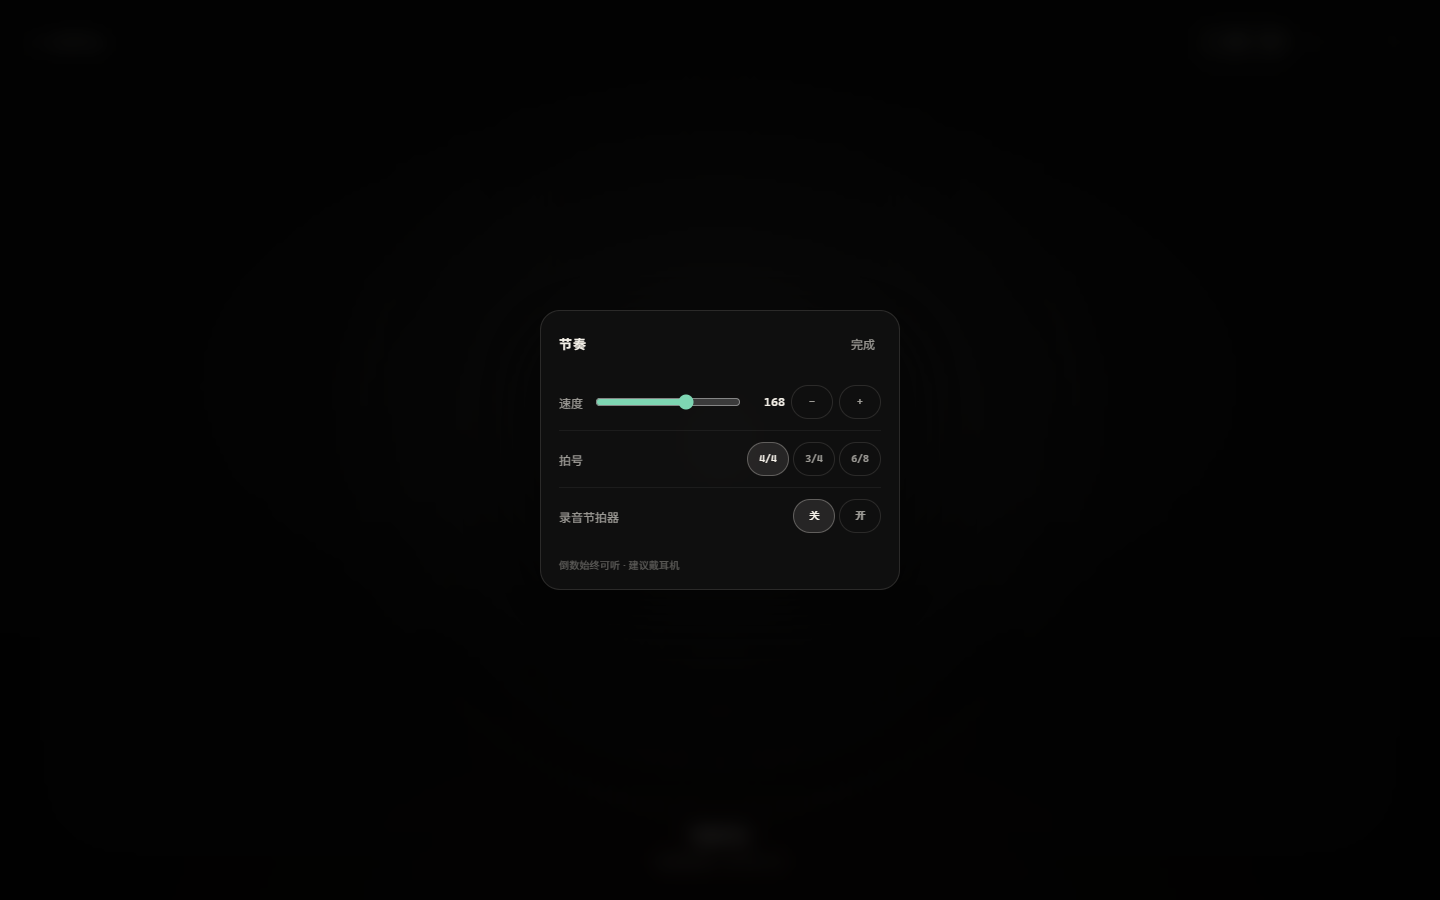 节奏 完成
速度 168 − +
拍号 4/4 3/4 6/8
录音节拍器 关 开
倒数始终可听 · 建议戴耳机